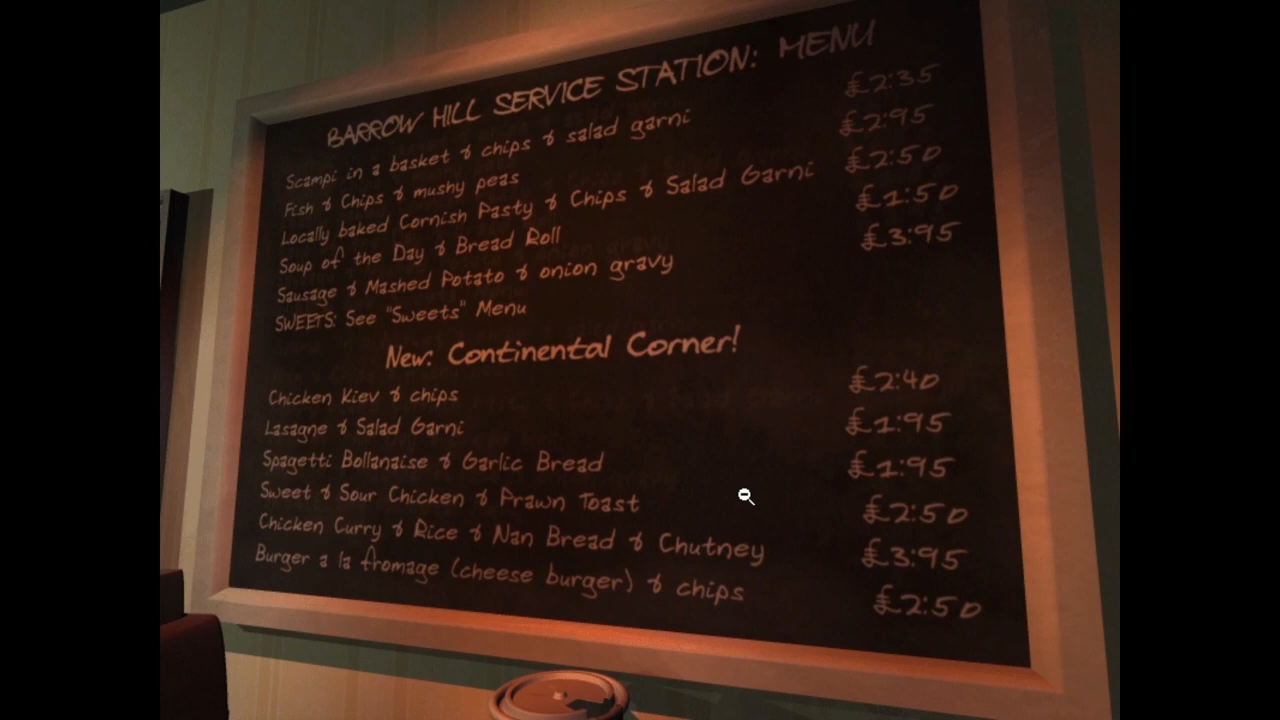 BARROW HILL SERVICE STATION: MENU
Scampi in a basket & chips & salad garni £2:35
Fish & Chips & mushy peas £2:95
Locally baked Cornish Pasty & Chips & Salad Garni £2:50
Soup of the Day & Bread Roll £1:50
Sausage & Mashed Potato & onion gravy £3:95
SWEETS: See "Sweets" Menu
New: Continental Corner!
Chicken Kiev & chips £2:40
Lasagne & Salad Garni £1:95
Spagetti Bollanaise & Garlic Bread £1:95
Sweet & Sour Chicken & Prawn Toast £2:50
Chicken Curry & Rice & Nan Bread & Chutney £3:95
Burger a la fromage (cheese burger) & chips £2:50